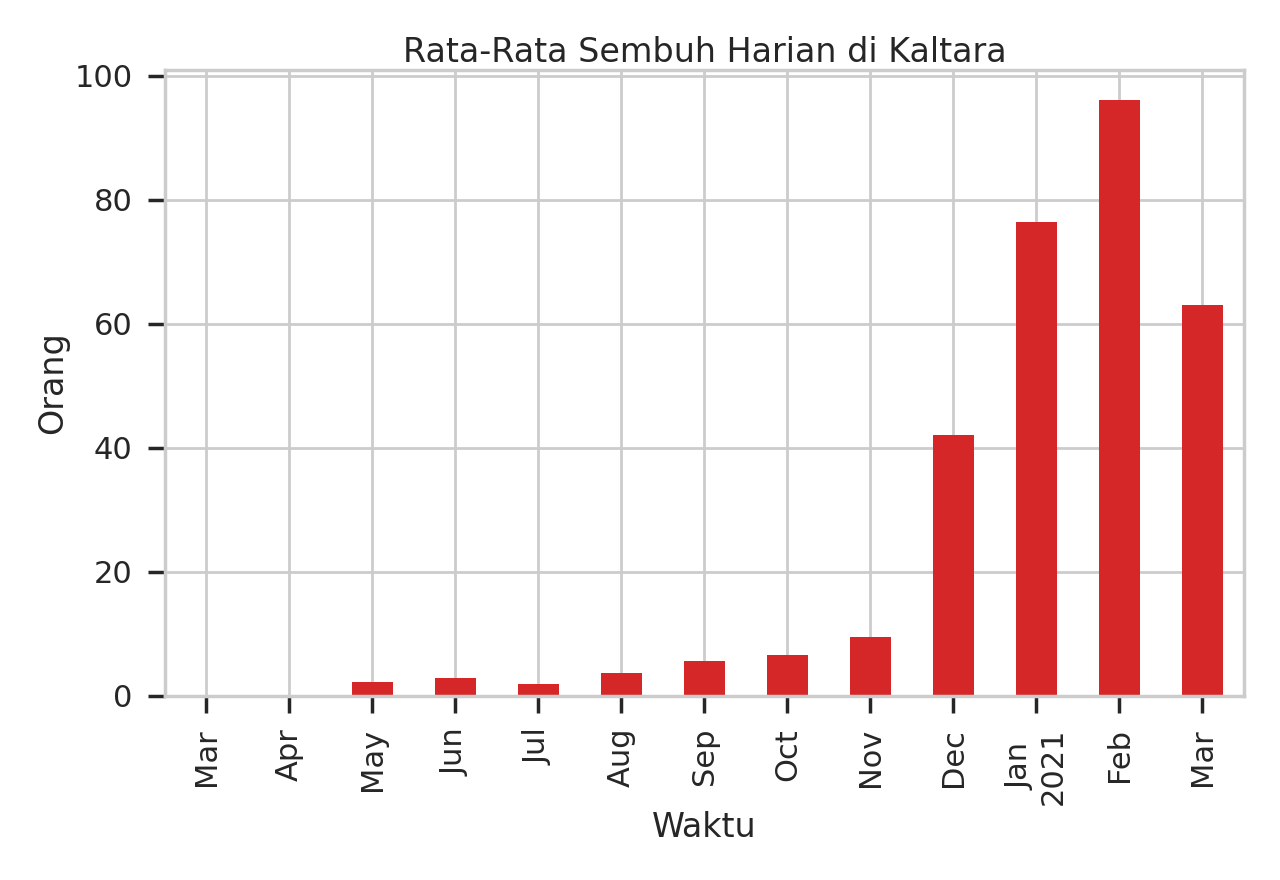 Rata-Rata Sembuh Harian di Kaltara
100
80
60
40
20
0
Orang
Mar
Apr
May
Jun
Jul
Aug
Sep
Oct
Nov
Dec
Jan
2021
Feb
Mar
Waktu